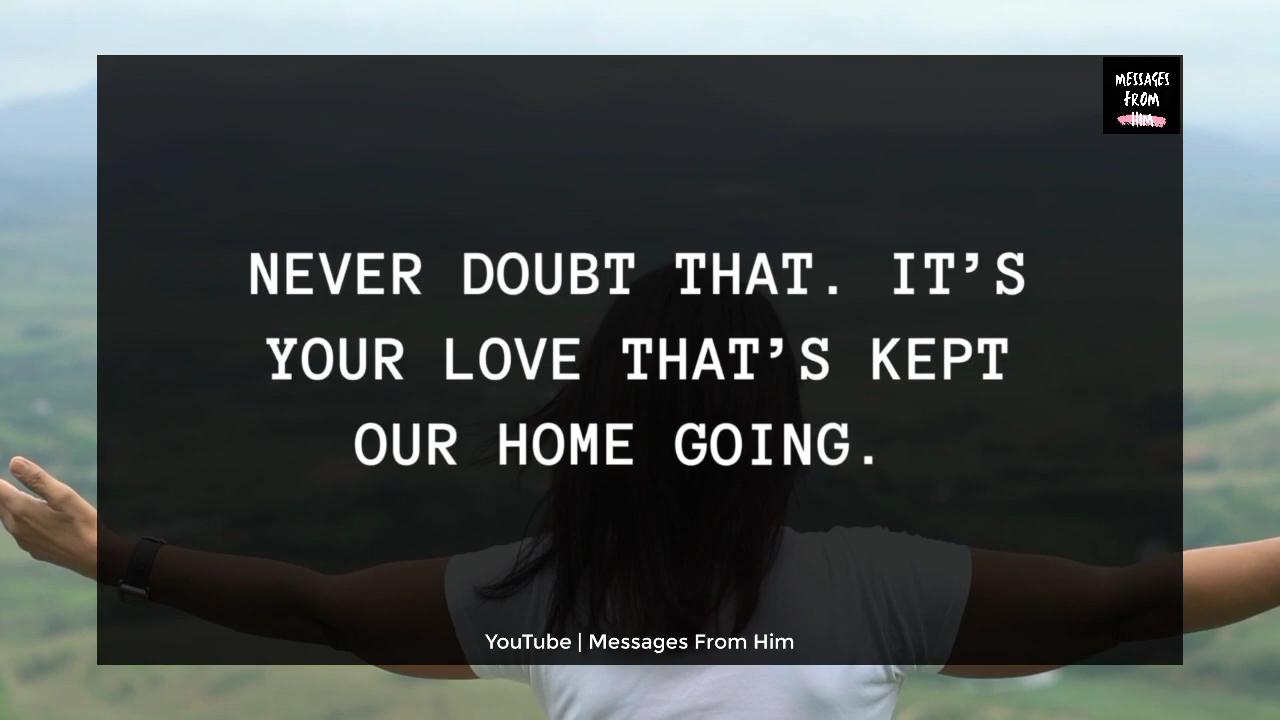 MESSAGES
FROM
HIM
NEVER DOUBT THAT. IT’S
YOUR LOVE THAT’S KEPT
OUR HOME GOING.
YouTube | Messages From Him